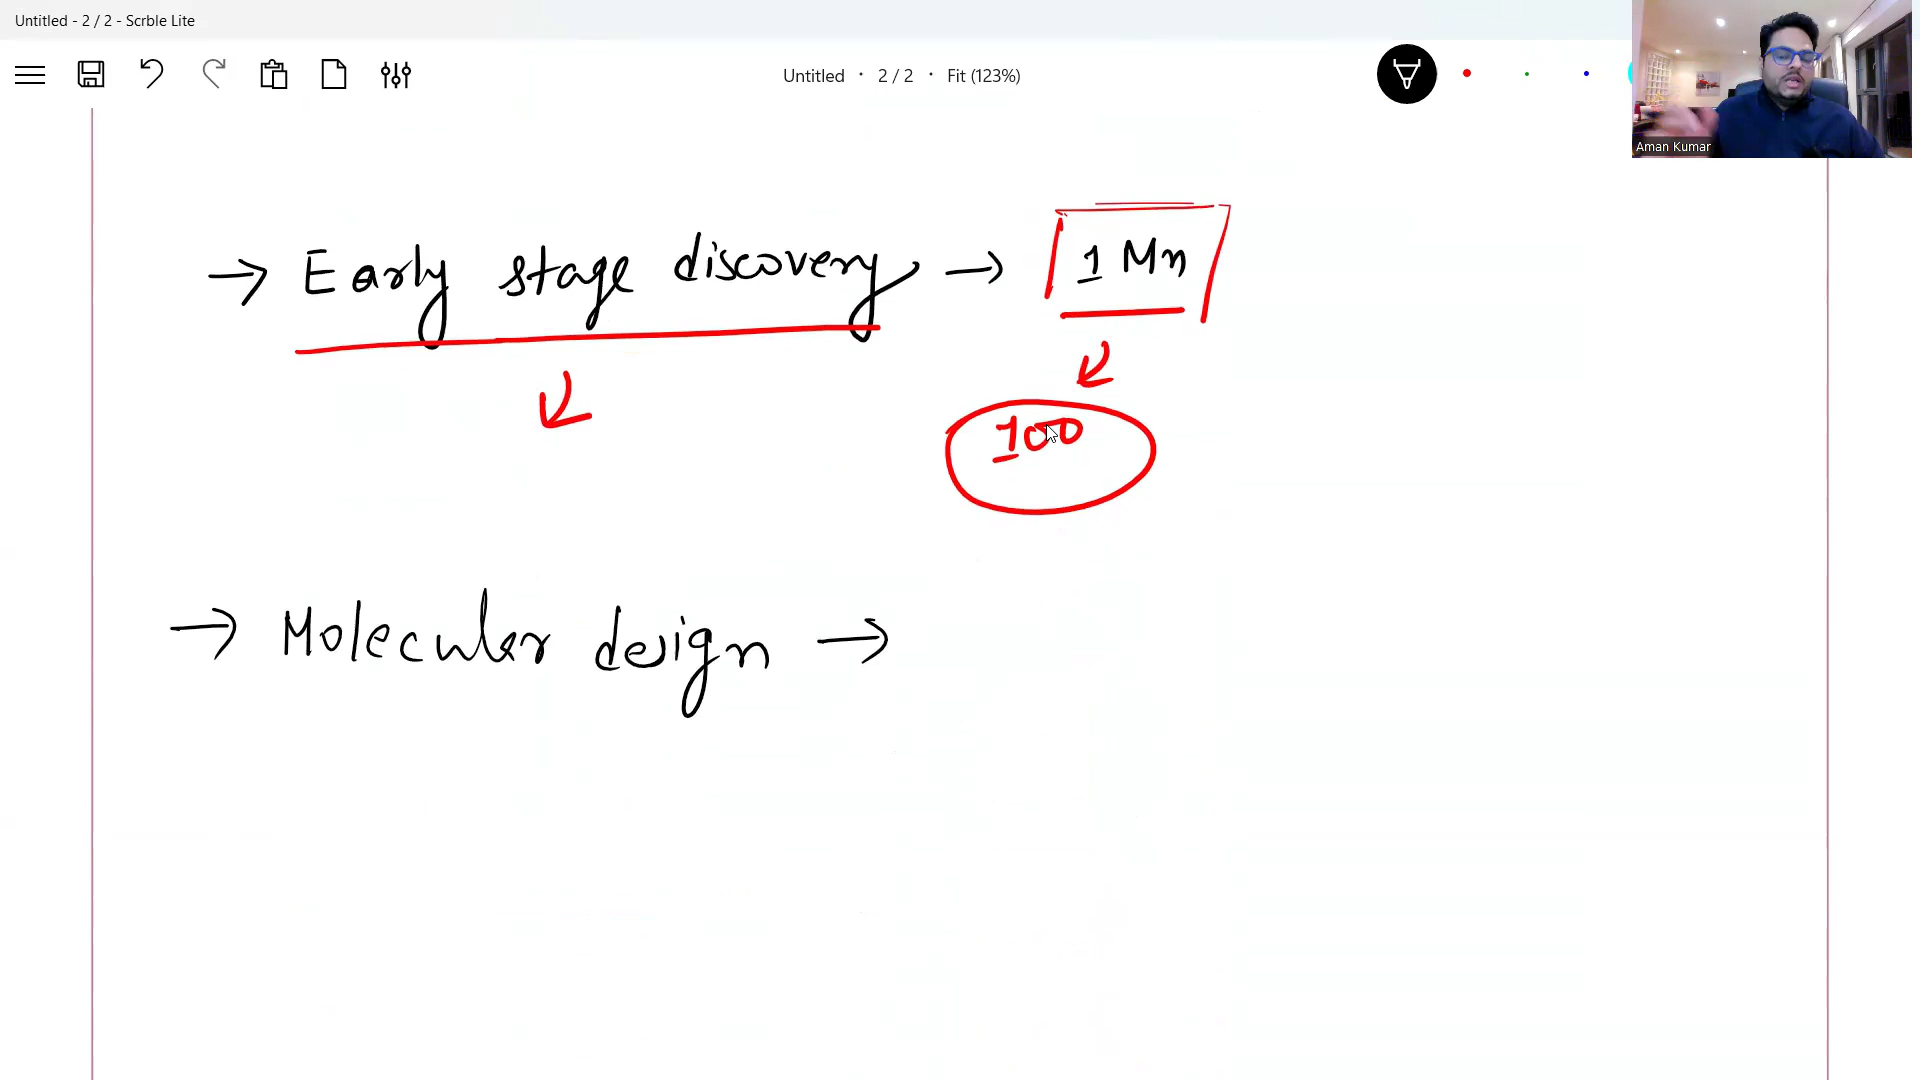 Untitled - 2 / 2 - Scrble Lite
Untitled • 2 / 2 • Fit (123%)
Aman Kumar
→ Early stage discovery → 1 Mn
100
→ Molecular design →